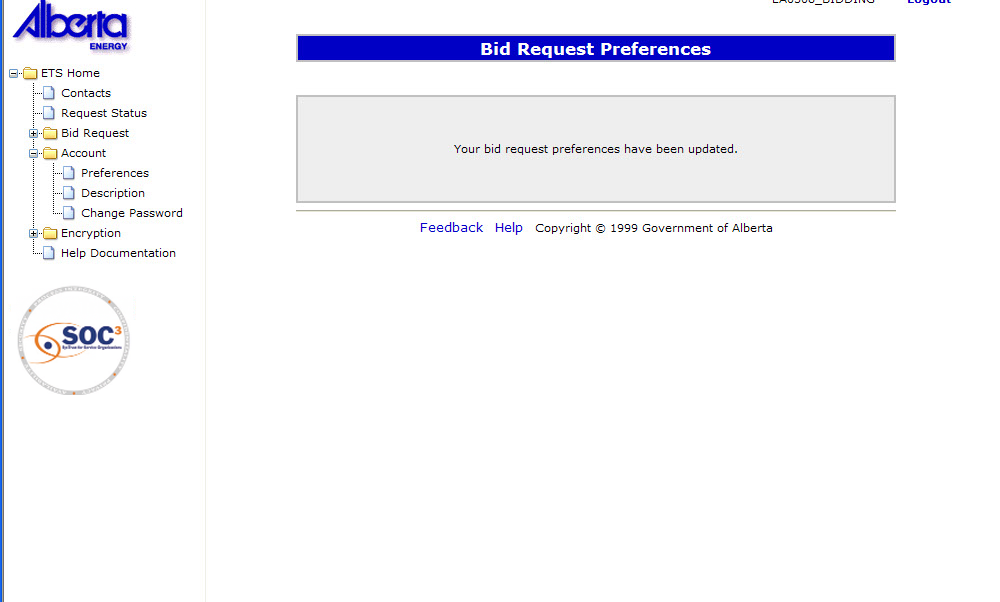 Alberta
ENERGY
Logout
Bid Request Preferences
ETS Home
Contacts
Request Status
Bid Request
Account
Preferences
Description
Change Password
Encryption
Help Documentation
Your bid request preferences have been updated.
Feedback Help Copyright © 1999 Government of Alberta
SOC3